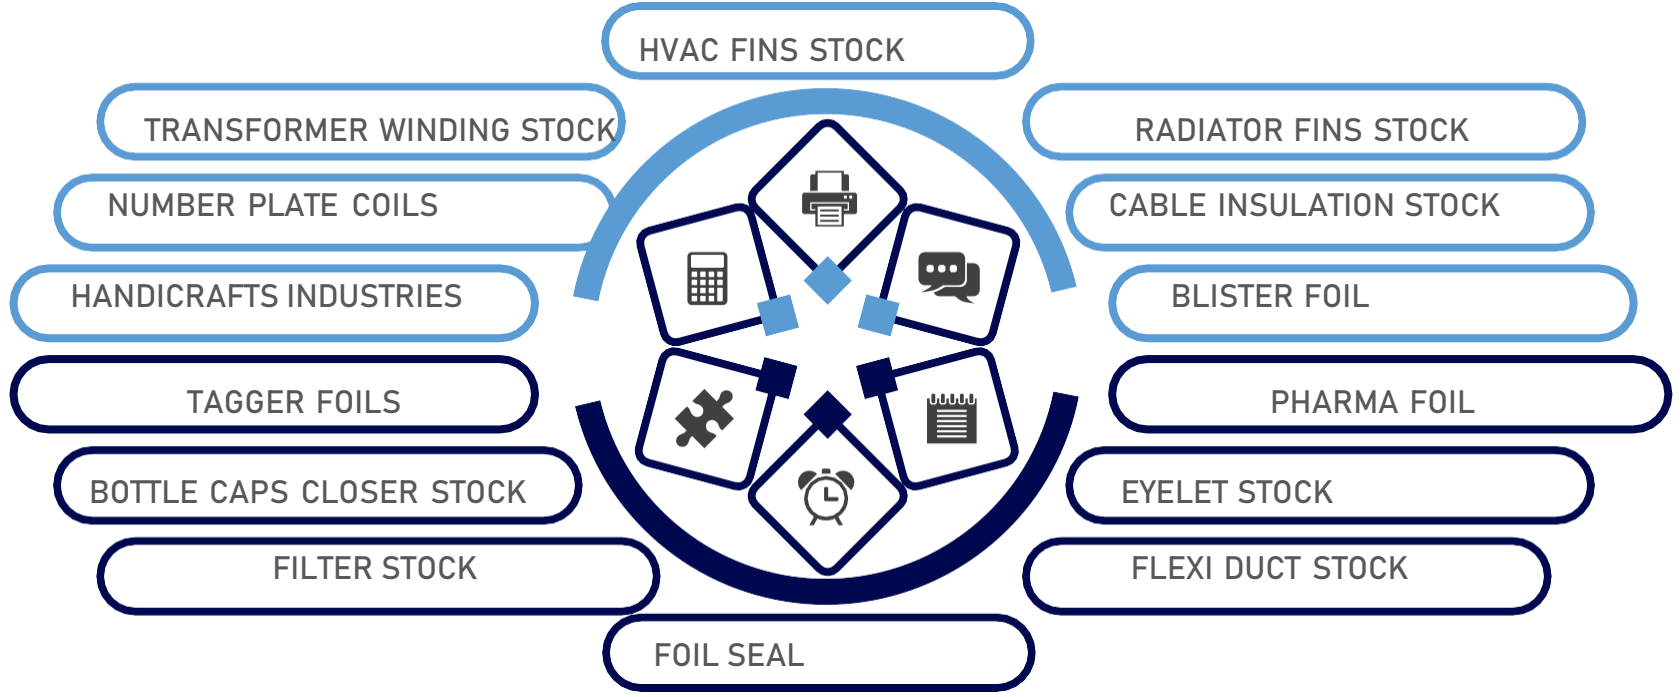 HVAC FINS STOCK
TRANSFORMER WINDING STOCK
RADIATOR FINS STOCK
NUMBER PLATE COILS
CABLE INSULATION STOCK
HANDICRAFTS INDUSTRIES
BLISTER FOIL
TAGGER FOILS
PHARMA FOIL
BOTTLE CAPS CLOSER STOCK
EYELET STOCK
FILTER STOCK
FLEXI DUCT STOCK
FOIL SEAL